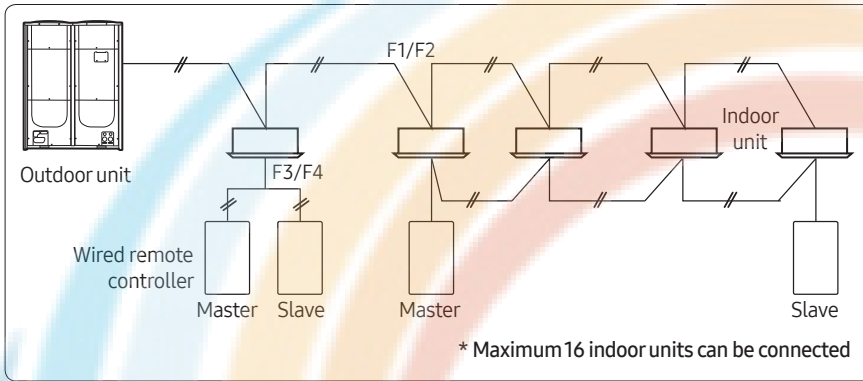 F1/F2
Indoor
unit
Outdoor unit
F3/F4
Wired remote
controller
Master
Slave
Master
Slave
* Maximum 16 indoor units can be connected